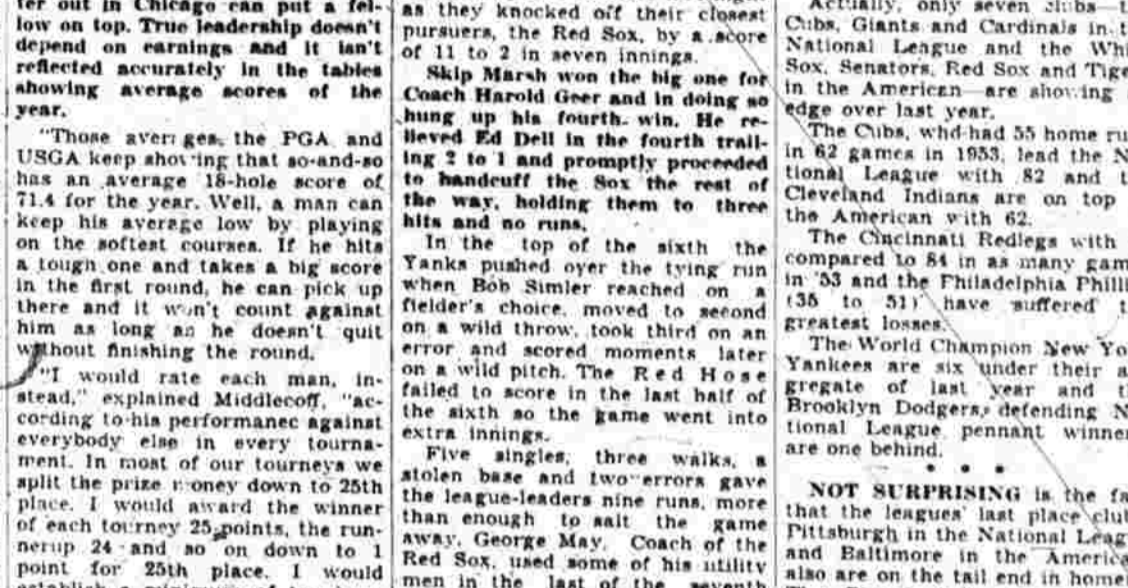 ter out in Chicago can put a fel-
low on top. True leadership doesn't
depend on earnings and it isn't
reflected accurately in the tables
showing average scores of the
year.
"Those averages, the PGA and
USGA keep showing that so-and-so
has an average 18-hole score of
71.4 for the year. Well, a man can
keep his average low by playing
on the softest courses. If he hits
a tough one and takes a big score
in the first round, he can pick up
there and it won't count against
him as long as he doesn't quit
without finishing the round.
"I would rate each man, in-
stead," explained Middlecoff, "ac-
cording to his performanec against
everybody else in every tourna-
ment. In most of our tourneys we
split the prize money down to 25th
place. I would award the winner
of each tourney 25 points, the run-
nerup 24 and so on down to 1
point for 25th place. I would
as they knocked off their closest
pursuers, the Red Sox, by a score
of 11 to 2 in seven innings.
Skip Marsh won the big one for
Coach Harold Geer and in doing so
hung up his fourth win. He re-
lieved Ed Dell in the fourth trail-
ing 2 to 1 and promptly proceeded
to handcuff the Sox the rest of
the way, holding them to three
hits and no runs.
In the top of the sixth the
Yanks pushed over the tying run
when Bob Simler reached on a
fielder's choice, moved to second
on a wild throw, took third on an
error and scored moments later
on a wild pitch. The Red Hose
failed to score in the last half of
the sixth so the game went into
extra innings.
Five singles, three walks, a
stolen base and two errors gave
the league-leaders nine runs, more
than enough to salt the game
away. George May, Coach of the
Red Sox, used some of his utility
men in the last of the seventh
Actually, only seven clubs—t
Cubs, Giants and Cardinals in t
National League and the Whi
Sox, Senators, Red Sox and Tige
in the American—are showing
edge over last year.
The Cubs, who had 55 home ru
in 62 games in 1953, lead the N
tional League with 82 and t
Cleveland Indians are on top
the American with 62.
The Cincinnati Redlegs with
compared to 84 in as many gam
in '53 and the Philadelphia Philli
(35 to 51) have suffered t
greatest losses.
The World Champion New Yo
Yankees are six under their a
gregate of last year and t
Brooklyn Dodgers, defending N
tional League pennant winner
are one behind.
• • •
NOT SURPRISING is the fa
that the leagues' last place club
Pittsburgh in the National Leag
and Baltimore in the America
also are on the tail end in home